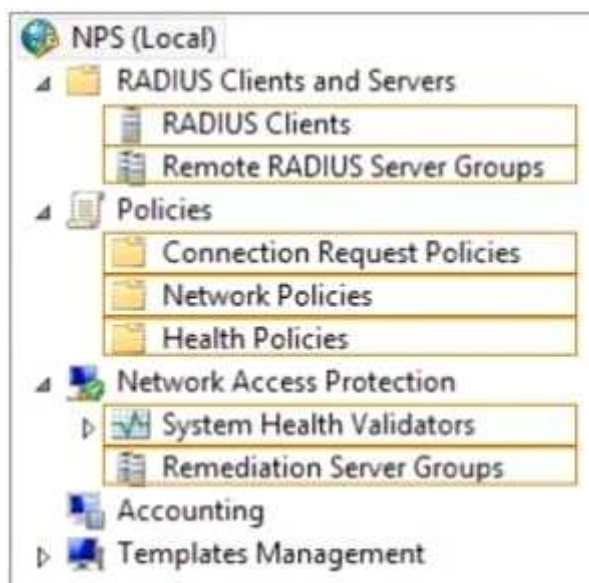 NPS (Local)
RADIUS Clients and Servers
RADIUS Clients
Remote RADIUS Server Groups
Policies
Connection Request Policies
Network Policies
Health Policies
Network Access Protection
System Health Validators
Remediation Server Groups
Accounting
Templates Management